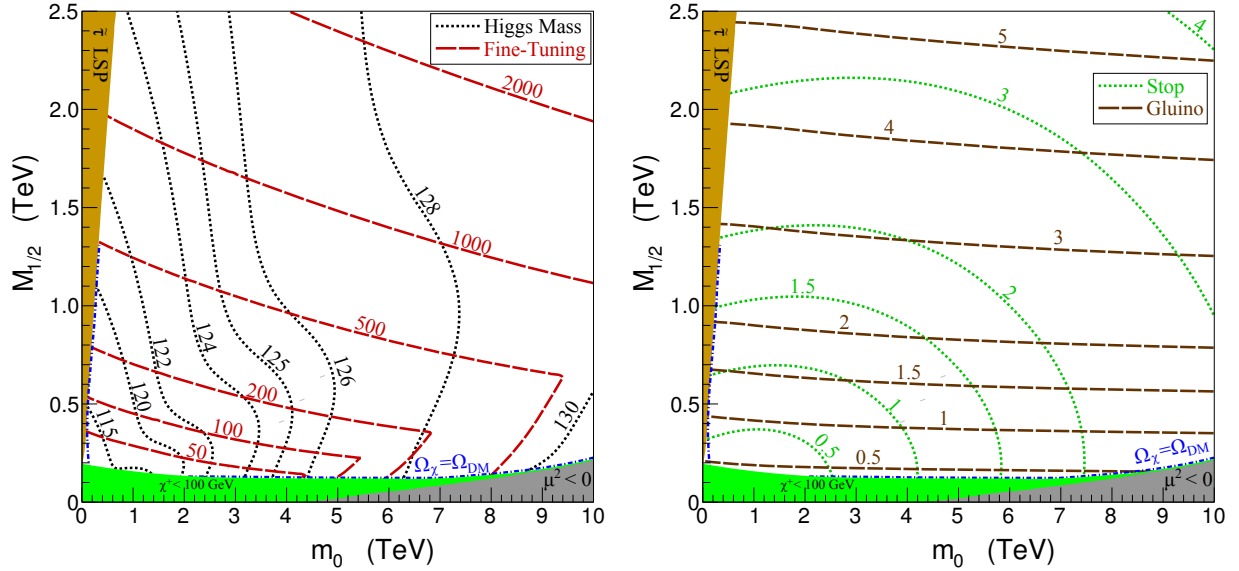 2.5
2.0
1.5
1.0
0.5
0
M1/2 (TeV)
τ̃ LSP
Higgs Mass
Fine-Tuning
2000
1000
500
200
100
50
115
120
122
124
125
126
128
130
Ωχ=ΩDM
χ+< 100 GeV
μ2 < 0
0 1 2 3 4 5 6 7 8 9 10
m0 (TeV)
2.5
2.0
1.5
1.0
0.5
0
M1/2 (TeV)
τ̃ LSP
Stop
Gluino
5
4
3
2
1.5
1
0.5
4
3
2
1.5
1
0.5
Ωχ=ΩDM
χ+< 100 GeV
μ2 < 0
0 1 2 3 4 5 6 7 8 9 10
m0 (TeV)